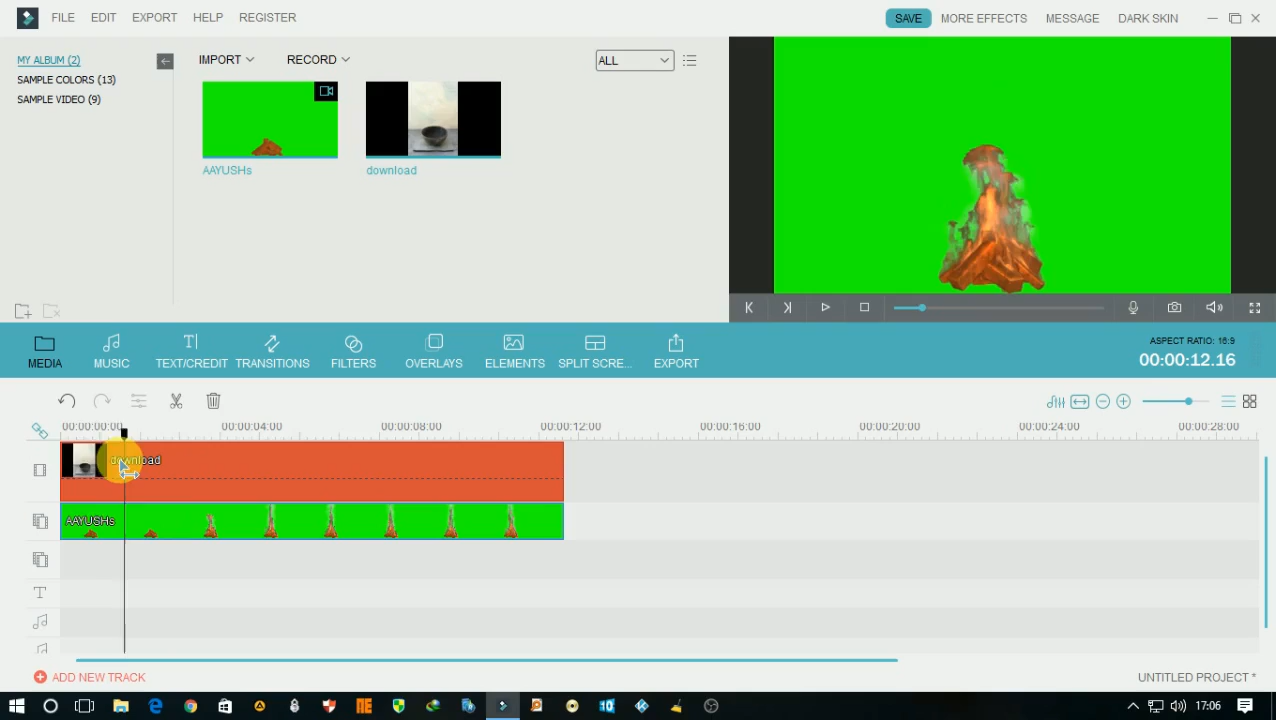 FILE EDIT EXPORT HELP REGISTER SAVE MORE EFFECTS MESSAGE DARK SKIN
MY ALBUM (2)
SAMPLE COLORS (13)
SAMPLE VIDEO (9)
IMPORT RECORD ALL
AAYUSHs download
MEDIA MUSIC TEXT/CREDIT TRANSITIONS FILTERS OVERLAYS ELEMENTS SPLIT SCRE... EXPORT
ASPECT RATIO: 16:9
00:00:12.16
00:00:00:00 00:00:04:00 00:00:08:00 00:00:12:00 00:00:16:00 00:00:20:00 00:00:24:00 00:00:28:00
download
AAYUSHs
ADD NEW TRACK
UNTITLED PROJECT *
17:06